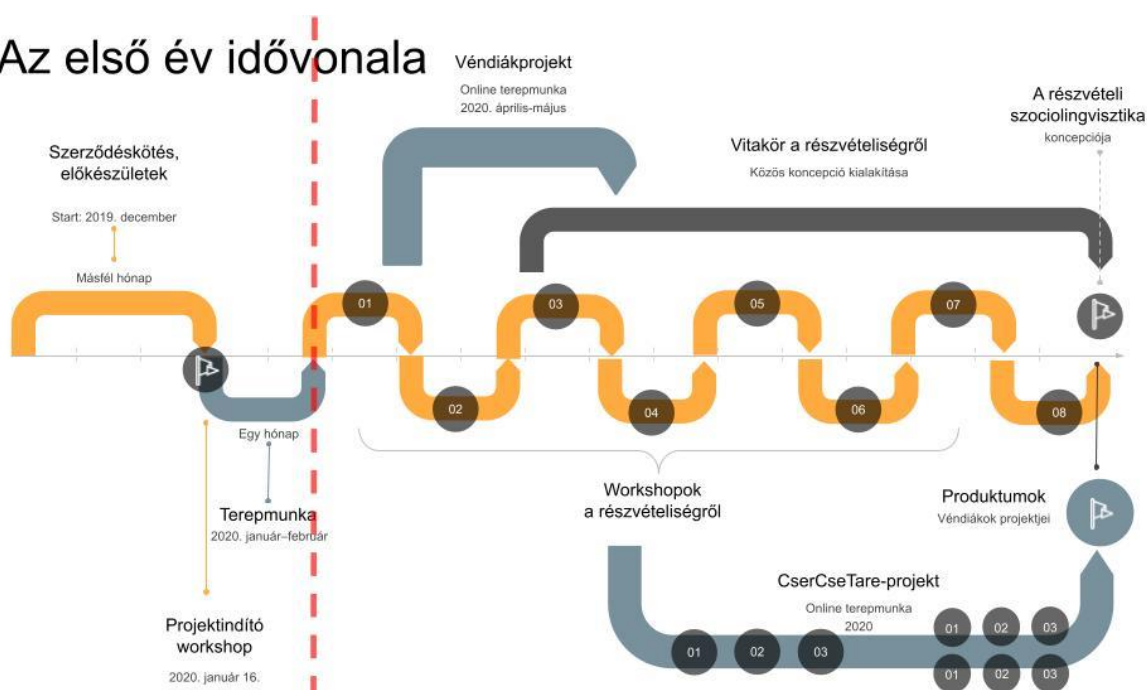 Az első év idővonala
Véndiákprojekt
Online terepmunka
2020. április-május
A részvételi
szociolingvisztika
koncepciója
Szerződéskötés,
előkészületek
Start: 2019. december
Másfél hónap
Vitakör a részvételiségről
Közös koncepció kialakítása
01
03
05
07
02
04
06
08
Egy hónap
Terepmunka
2020. január–február
Projektindító
workshop
2020. január 16.
Workshopok
a részvételiségről
Produktumok
Véndiákok projektjei
CserCseTare-projekt
Online terepmunka
2020
01 02 03
01 02 03
01 02 03